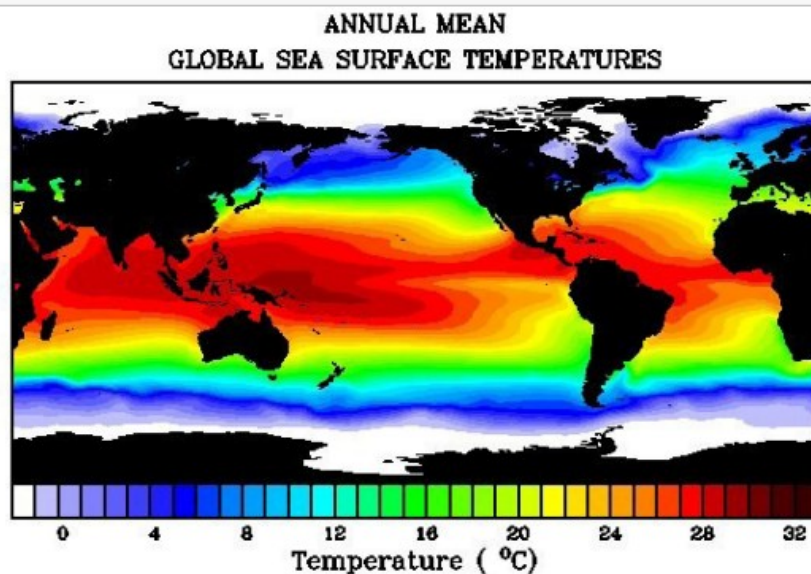 ANNUAL MEAN
GLOBAL SEA SURFACE TEMPERATURES
0 4 8 12 16 20 24 28 32
Temperature ( °C)